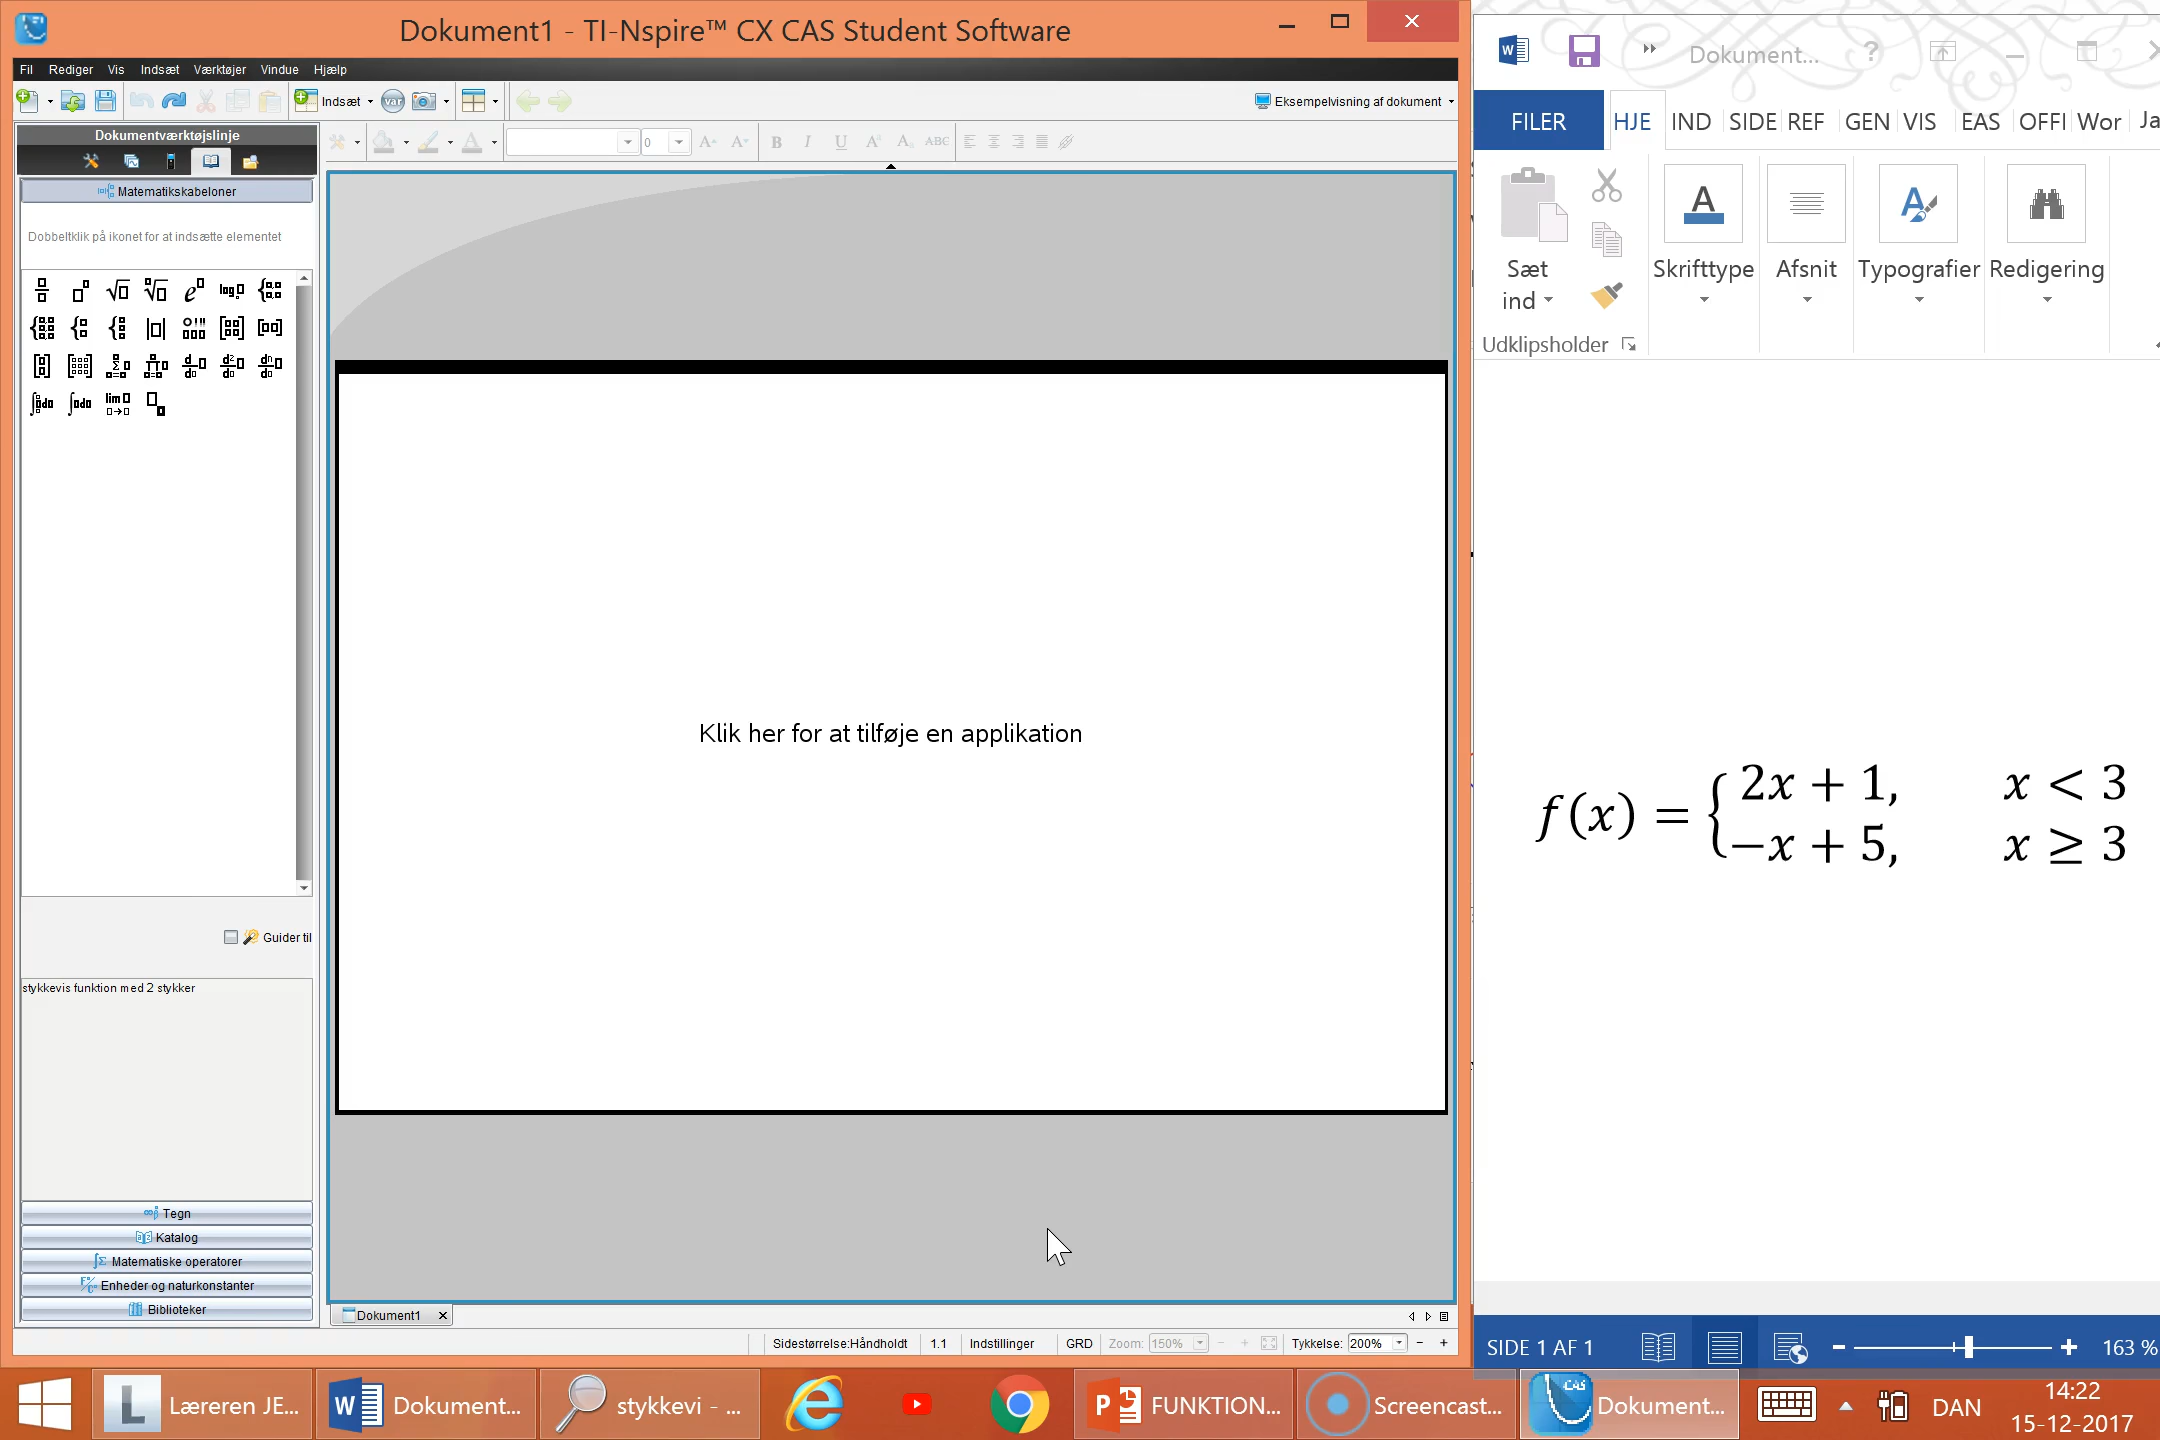 Dokument1 - TI-Nspire™ CX CAS Student Software
Fil Rediger Vis Indsæt Værktøjer Vindue Hjælp
Indsæt
var
Eksempelvisning af dokument
Dokumentværktøjslinje
0
B I U ABC
Matematikskabeloner
Dobbeltklik på ikonet for at indsætte elementet
Klik her for at tilføje en applikation
Guider til
stykkevis funktion med 2 stykker
Tegn
Katalog
Matematiske operatorer
Enheder og naturkonstanter
Biblioteker
Dokument1
Sidestørrelse:Håndholdt 1.1 Indstillinger GRD Zoom: 150% Tykkelse: 200%
Dokument... ?
FILER HJE IND SIDE REF GEN VIS EAS OFFI Wor Ja
Sæt ind
Skrifttype Afsnit Typografier Redigering
Udklipsholder
f(x) = { 2x + 1, x < 3
−x + 5, x ≥ 3
SIDE 1 AF 1 163 %
Læreren JE... Dokument... stykkevi - ... FUNKTION... Screencast... Dokument... DAN 14:22
15-12-2017